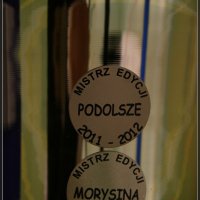 MISTRZ EDYCJI
PODOLSZE
2011 - 2012
MISTRZ EDYCJI
MORYSINA